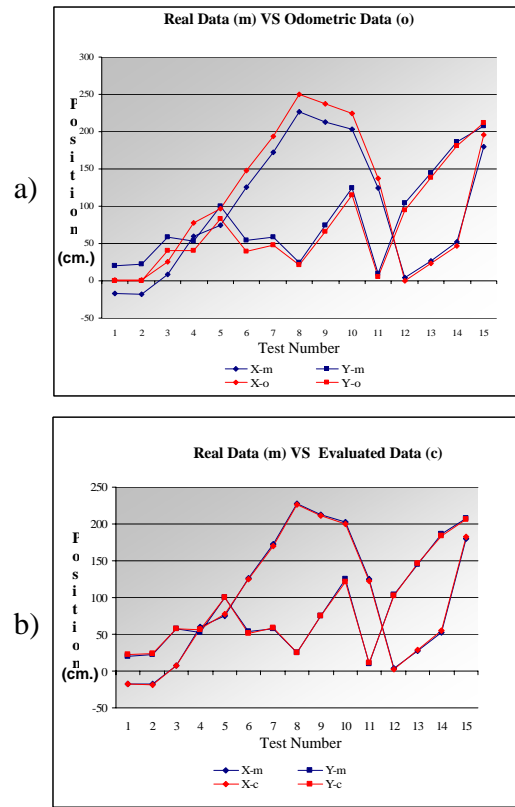 a)
Real Data (m) VS Odometric Data (o)
Position
(cm.)
300
250
200
150
100
50
0
-50
1 2 3 4 5 6 7 8 9 10 11 12 13 14 15
Test Number
X-m Y-m
X-o Y-o
b)
Real Data (m) VS Evaluated Data (c)
Position
(cm.)
250
200
150
100
50
0
-50
1 2 3 4 5 6 7 8 9 10 11 12 13 14 15
Test Number
X-m Y-m
X-c Y-c